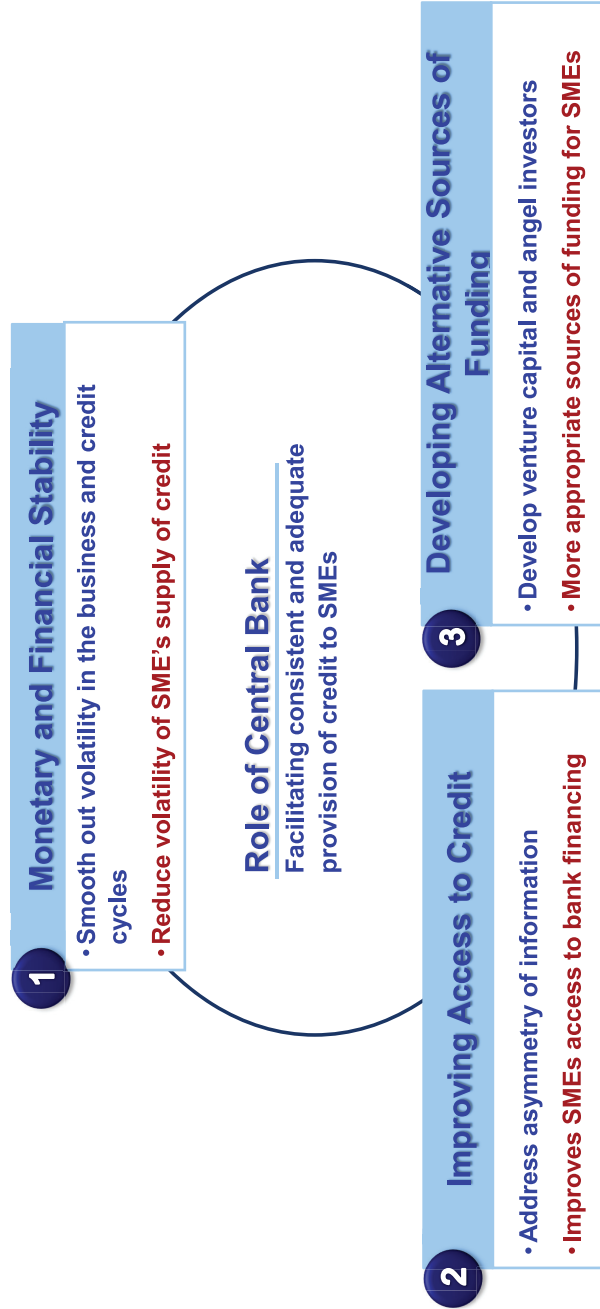 1
Monetary and Financial Stability
• Smooth out volatility in the business and credit
cycles
• Reduce volatility of SME’s supply of credit
Role of Central Bank
Facilitating consistent and adequate
provision of credit to SMEs
2
Improving Access to Credit
• Address asymmetry of information
• Improves SMEs access to bank financing
3
Developing Alternative Sources of
Funding
• Develop venture capital and angel investors
• More appropriate sources of funding for SMEs